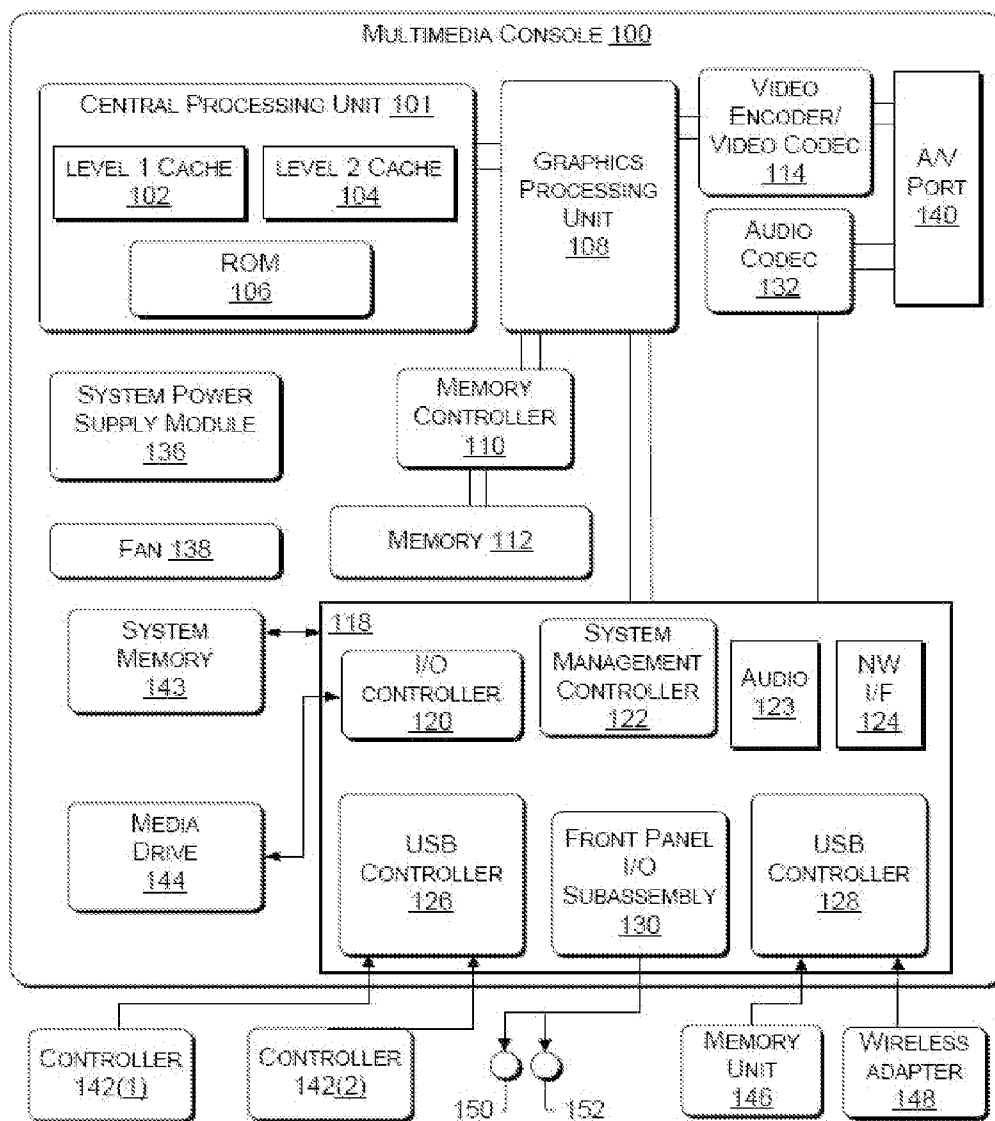 MULTIMEDIA CONSOLE 100
CENTRAL PROCESSING UNIT 101
LEVEL 1 CACHE
102
LEVEL 2 CACHE
104
ROM
106
GRAPHICS
PROCESSING
UNIT
108
VIDEO
ENCODER/
VIDEO CODEC
114
A/V
PORT
140
AUDIO
CODEC
132
SYSTEM POWER
SUPPLY MODULE
136
MEMORY
CONTROLLER
110
FAN 138
MEMORY 112
SYSTEM
MEMORY
143
118
I/O
CONTROLLER
120
SYSTEM
MANAGEMENT
CONTROLLER
122
AUDIO
123
NW
I/F
124
MEDIA
DRIVE
144
USB
CONTROLLER
126
FRONT PANEL
I/O
SUBASSEMBLY
130
USB
CONTROLLER
128
CONTROLLER
142(1)
CONTROLLER
142(2)
150
152
MEMORY
UNIT
146
WIRELESS
ADAPTER
148